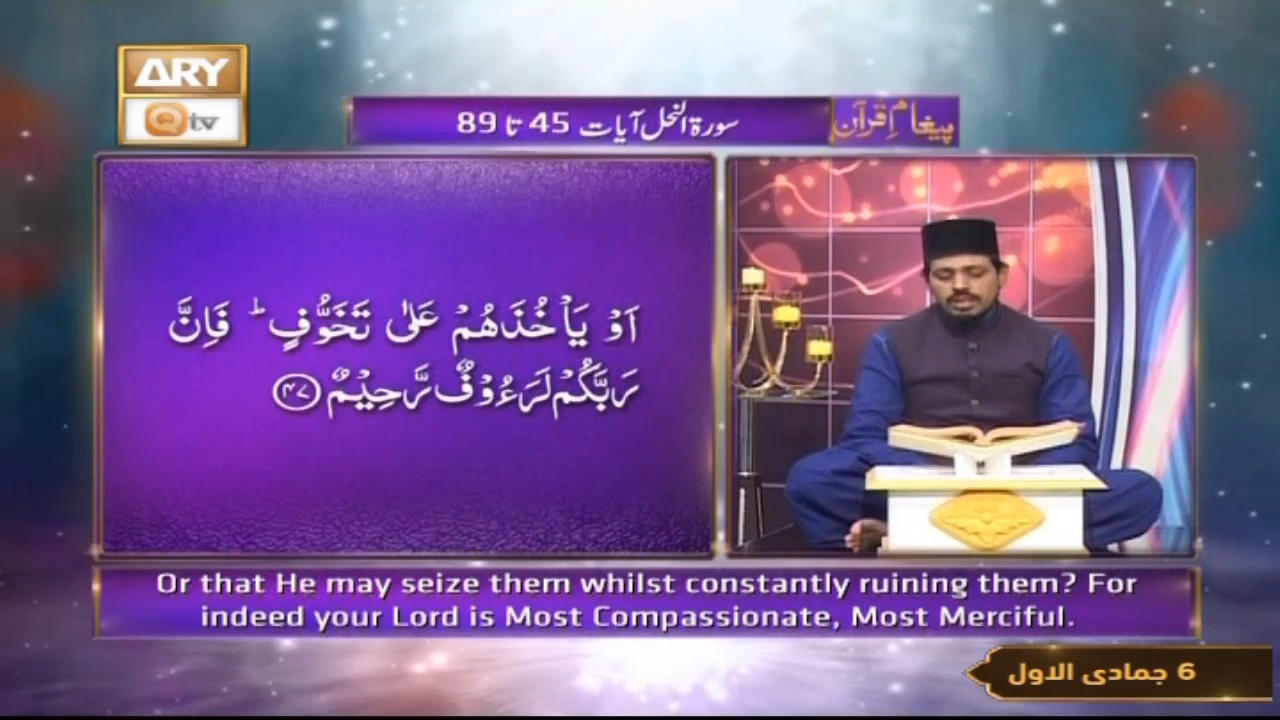 ARY
Qtv
سورۃ النحل آیات 45 تا 89
پیغامِ قرآن
اَوۡ يَاۡخُذَهُمۡ عَلٰى تَخَوُّفٍ ؕ فَاِنَّ
رَبَّكُمۡ لَرَءُوۡفٌ رَّحِيۡمٌ ﴿۴۷﴾
Or that He may seize them whilst constantly ruining them? For
indeed your Lord is Most Compassionate, Most Merciful.
6 جمادی الاول